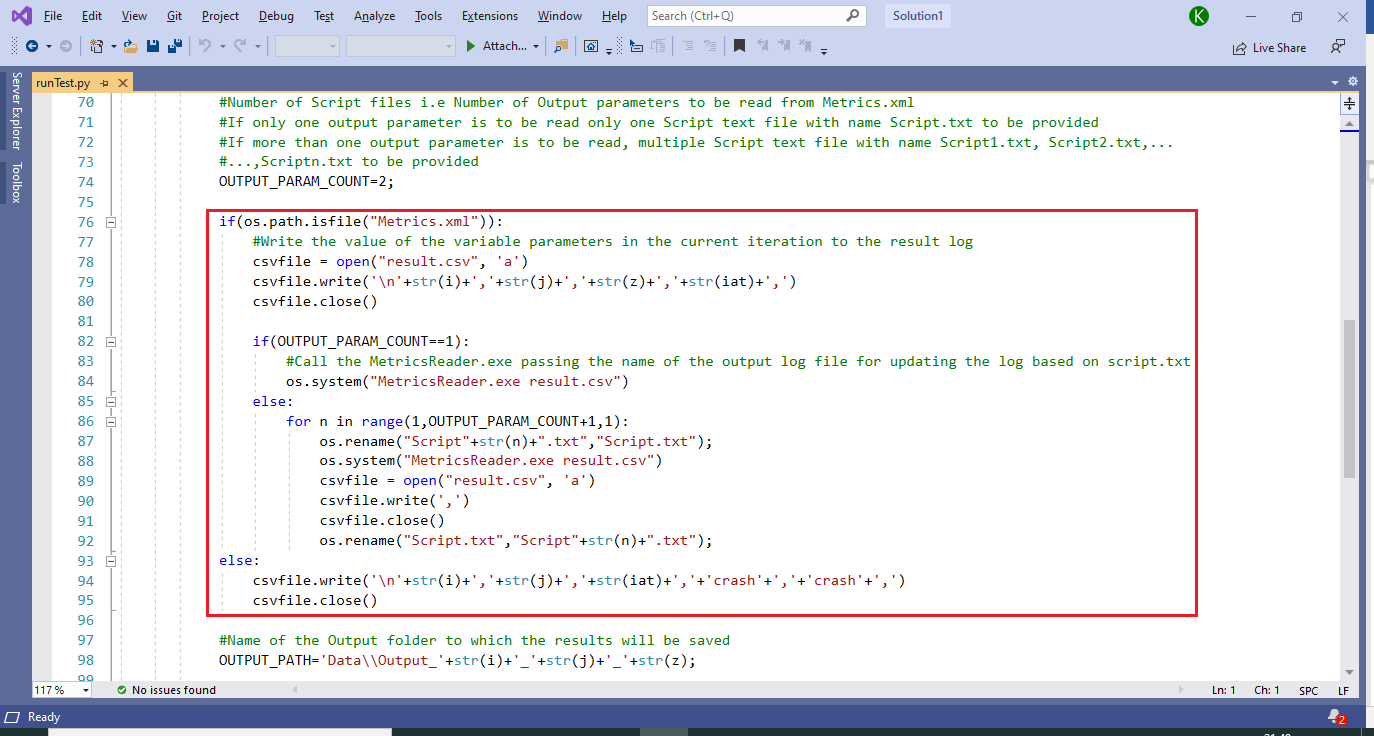 File Edit View Git Project Debug Test Analyze Tools Extensions Window Help Search (Ctrl+Q) Solution1 K
Attach... Live Share
Server Explorer
Toolbox
runTest.py
70 #Number of Script files i.e Number of Output parameters to be read from Metrics.xml
71 #If only one output parameter is to be read only one Script text file with name Script.txt to be provided
72 #If more than one output parameter is to be read, multiple Script text file with name Script1.txt, Script2.txt,...
73 #...,Scriptn.txt to be provided
74 OUTPUT_PARAM_COUNT=2;
75
76 if(os.path.isfile("Metrics.xml")):
77 #Write the value of the variable parameters in the current iteration to the result log
78 csvfile = open("result.csv", 'a')
79 csvfile.write('\n'+str(i)+','+str(j)+','+str(z)+','+str(iat)+',')
80 csvfile.close()
81
82 if(OUTPUT_PARAM_COUNT==1):
83 #Call the MetricsReader.exe passing the name of the output log file for updating the log based on script.txt
84 os.system("MetricsReader.exe result.csv")
85 else:
86 for n in range(1,OUTPUT_PARAM_COUNT+1,1):
87 os.rename("Script"+str(n)+".txt","Script.txt");
88 os.system("MetricsReader.exe result.csv")
89 csvfile = open("result.csv", 'a')
90 csvfile.write(',')
91 csvfile.close()
92 os.rename("Script.txt","Script"+str(n)+".txt");
93 else:
94 csvfile.write('\n'+str(i)+','+str(j)+','+str(iat)+','+'crash'+','+'crash'+',')
95 csvfile.close()
96
97 #Name of the Output folder to which the results will be saved
98 OUTPUT_PATH='Data\\Output_'+str(i)+'_'+str(j)+'_'+str(z);
99
117 % No issues found Ln: 1 Ch: 1 SPC LF
Ready 2